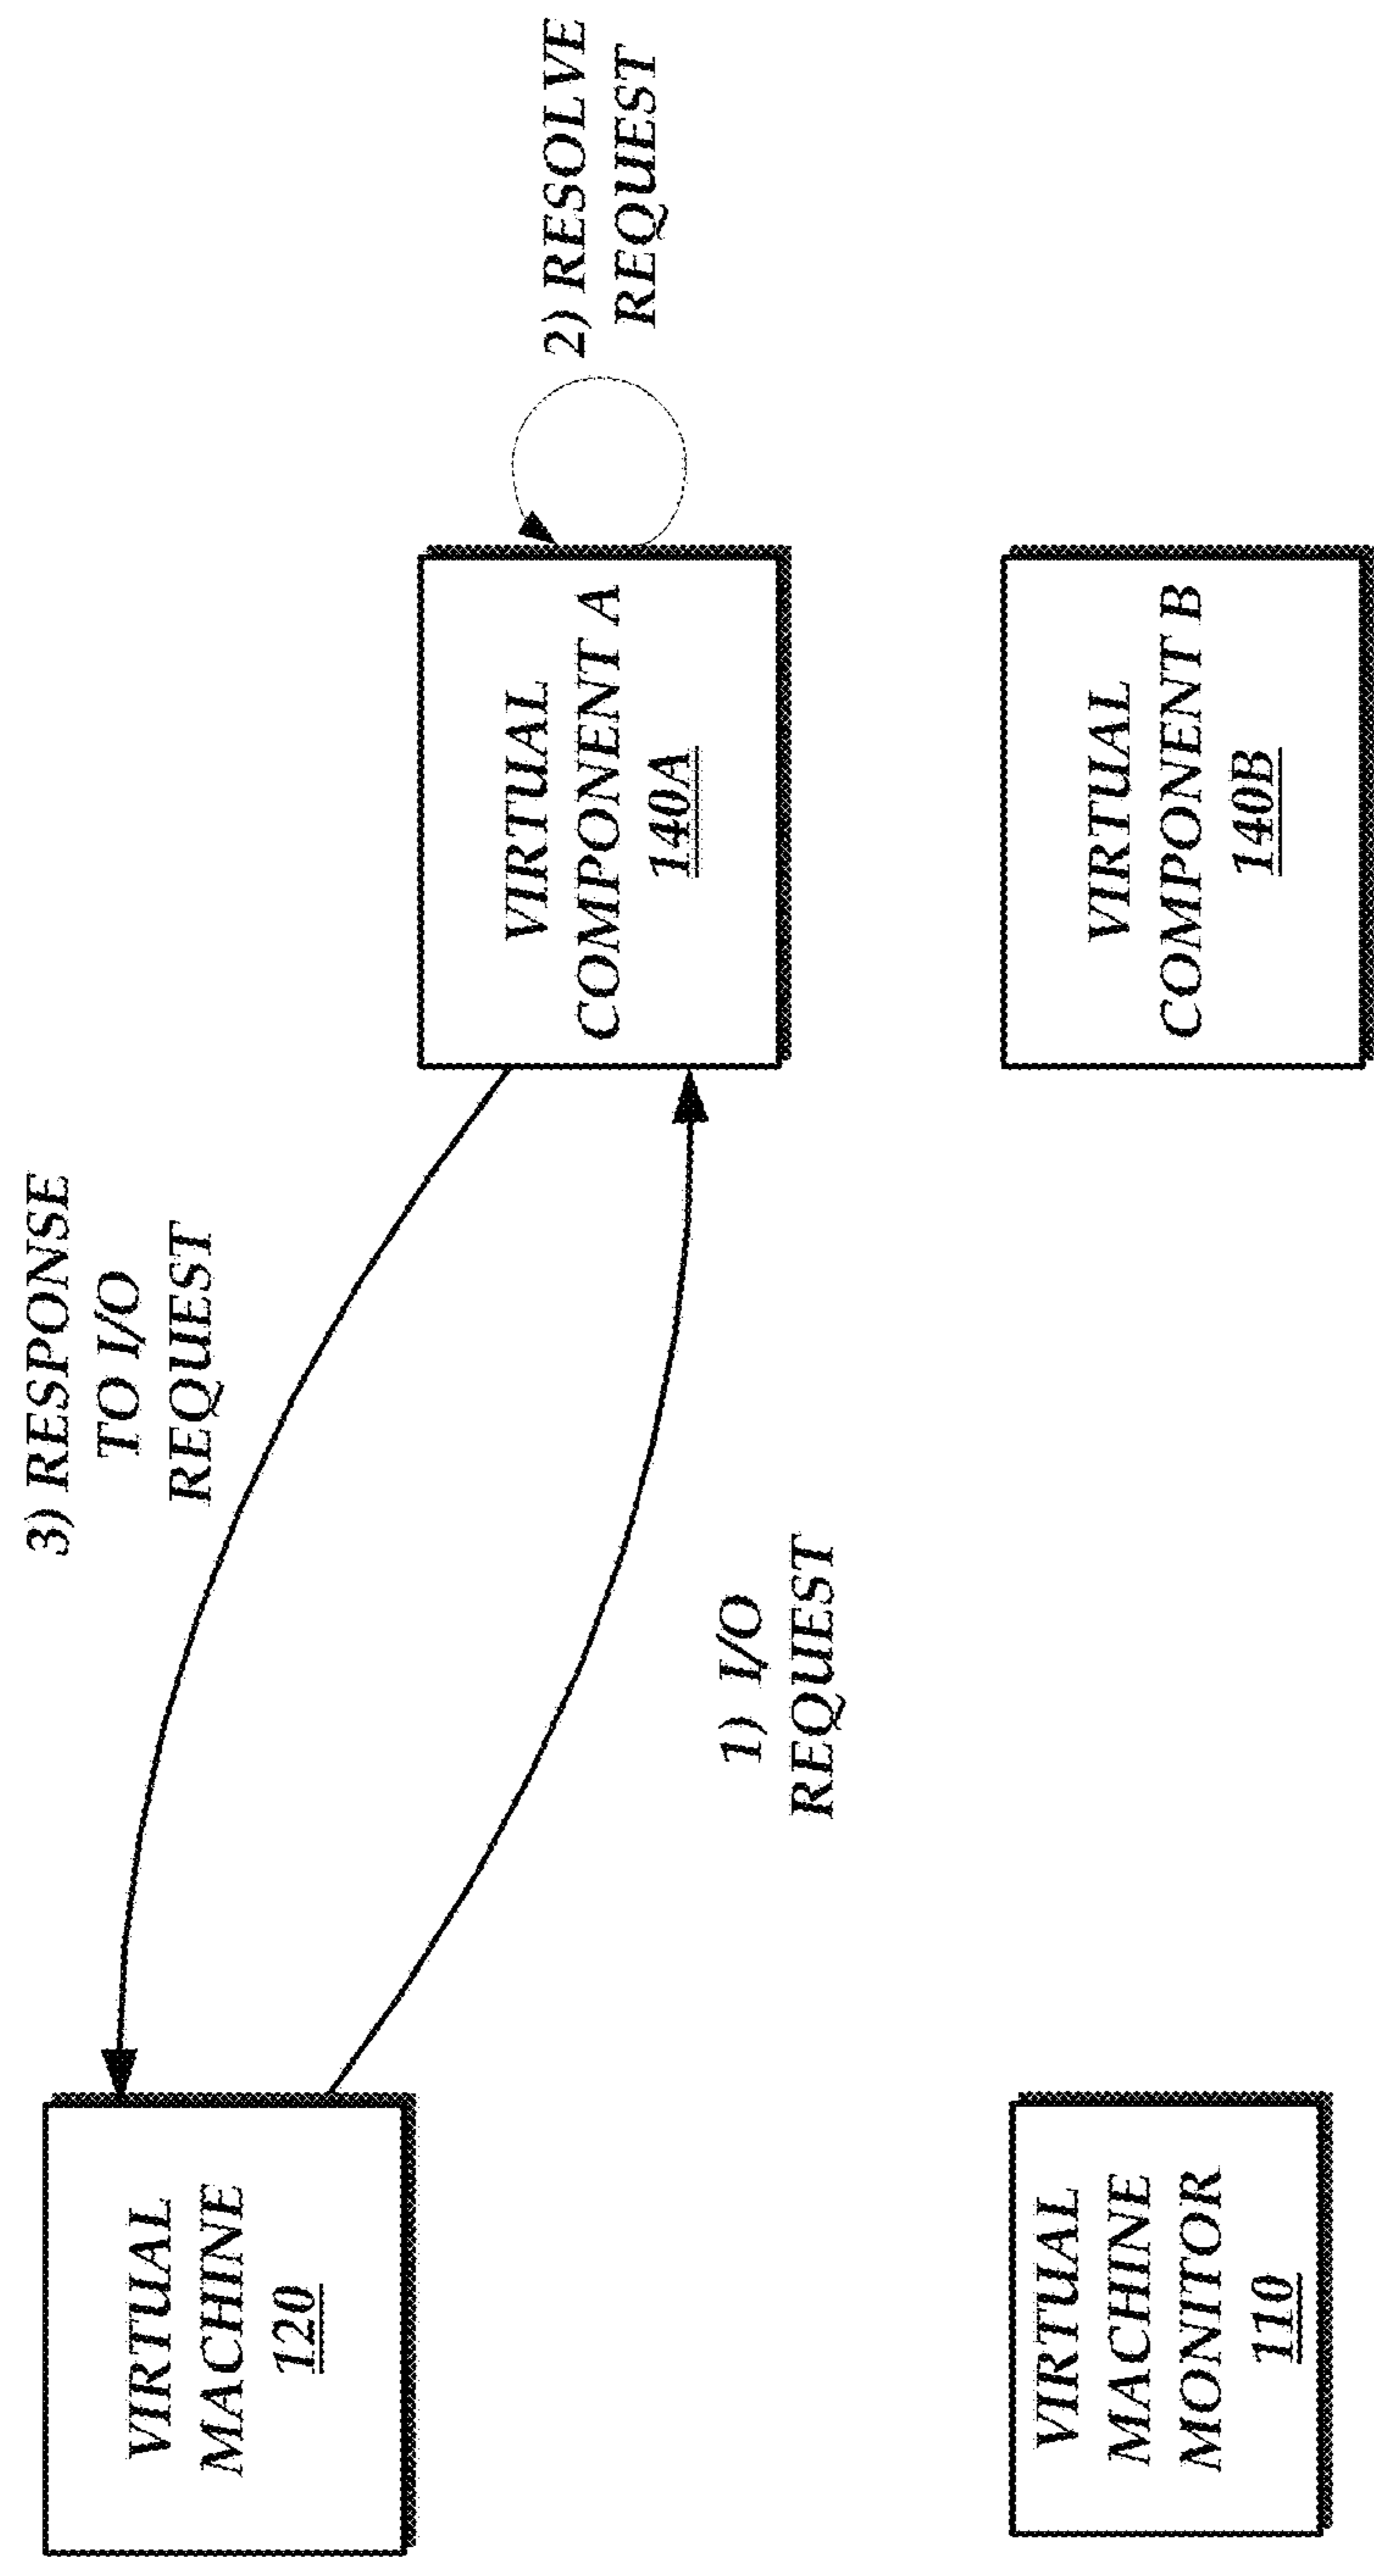 3) RESPONSE
TO I/O
REQUEST
2) RESOLVE
REQUEST
VIRTUAL
MACHINE
120
VIRTUAL
COMPONENT A
140A
1) I/O
REQUEST
VIRTUAL
MACHINE
MONITOR
110
VIRTUAL
COMPONENT B
140B